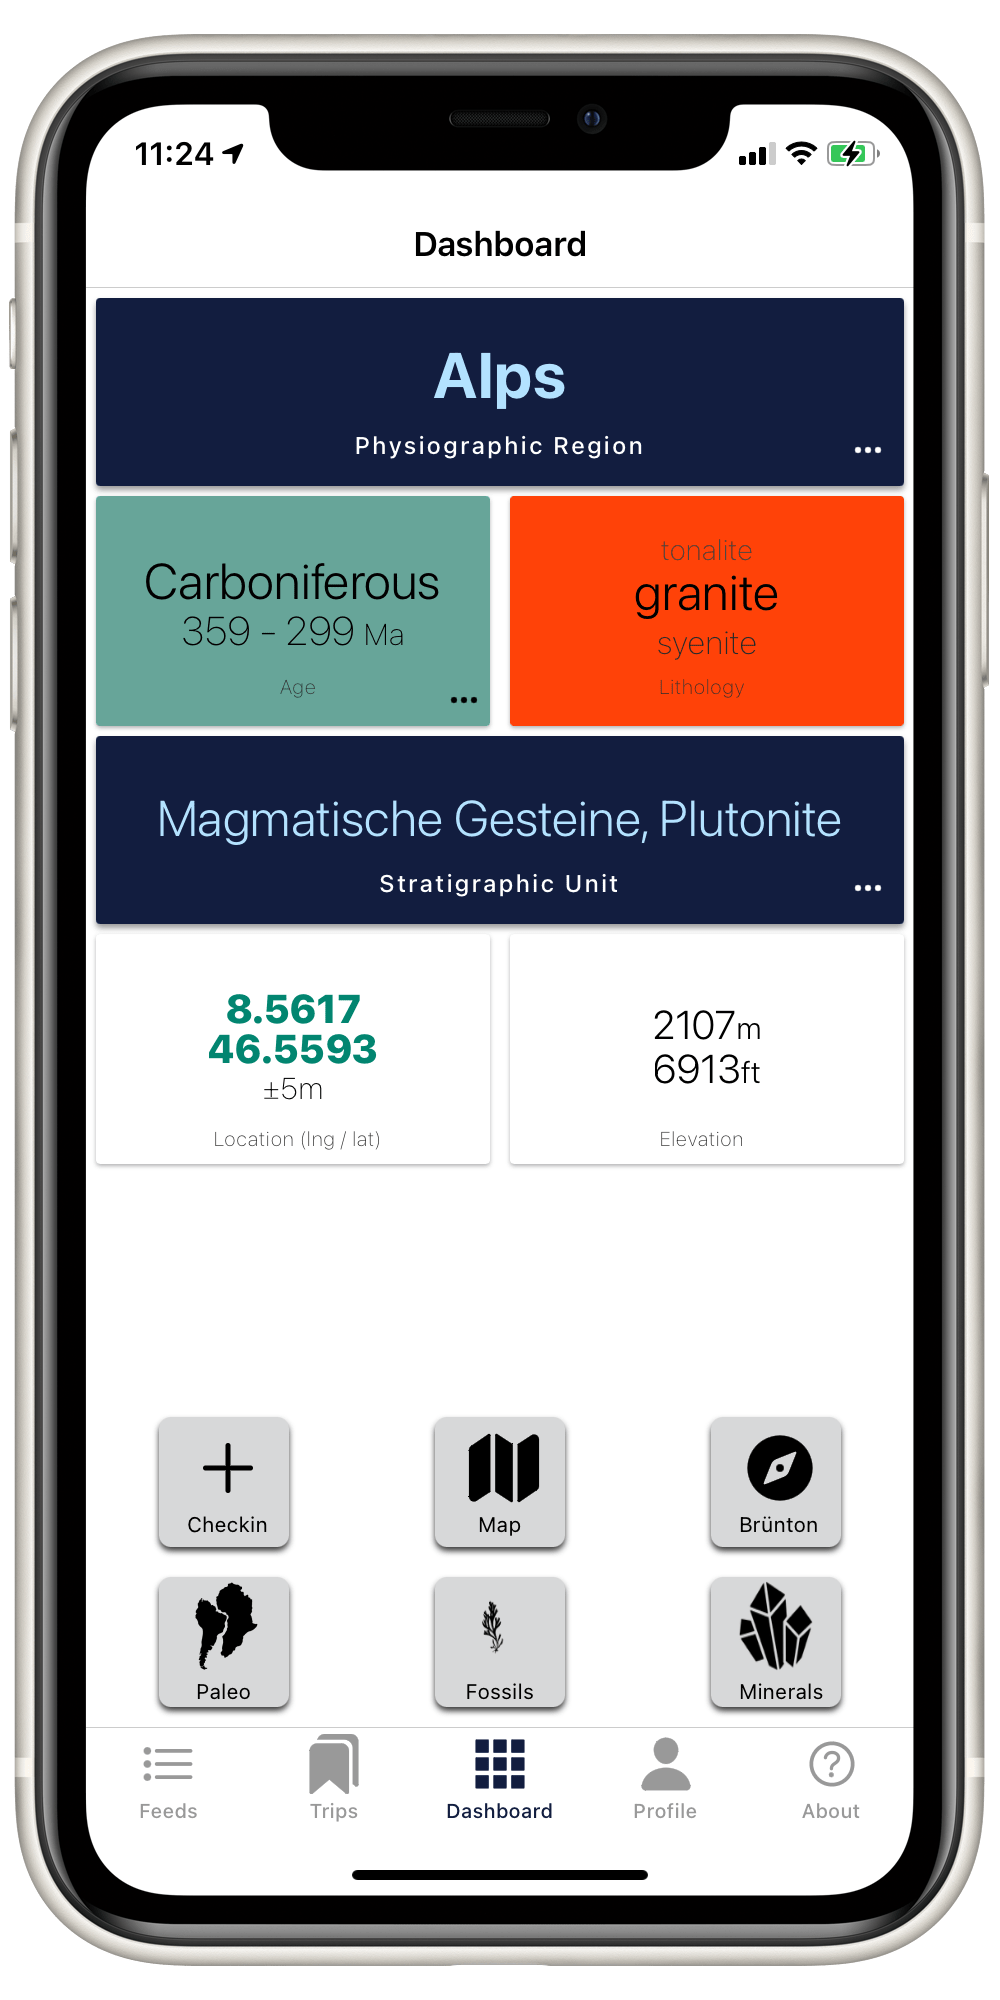 11:24
Dashboard
Alps
Physiographic Region
Carboniferous
359 - 299 Ma
Age
tonalite
granite
syenite
Lithology
Magmatische Gesteine, Plutonite
Stratigraphic Unit
8.5617
46.5593
±5m
Location (lng / lat)
2107m
6913ft
Elevation
Checkin
Map
Brünton
Paleo
Fossils
Minerals
Feeds
Trips
Dashboard
Profile
About